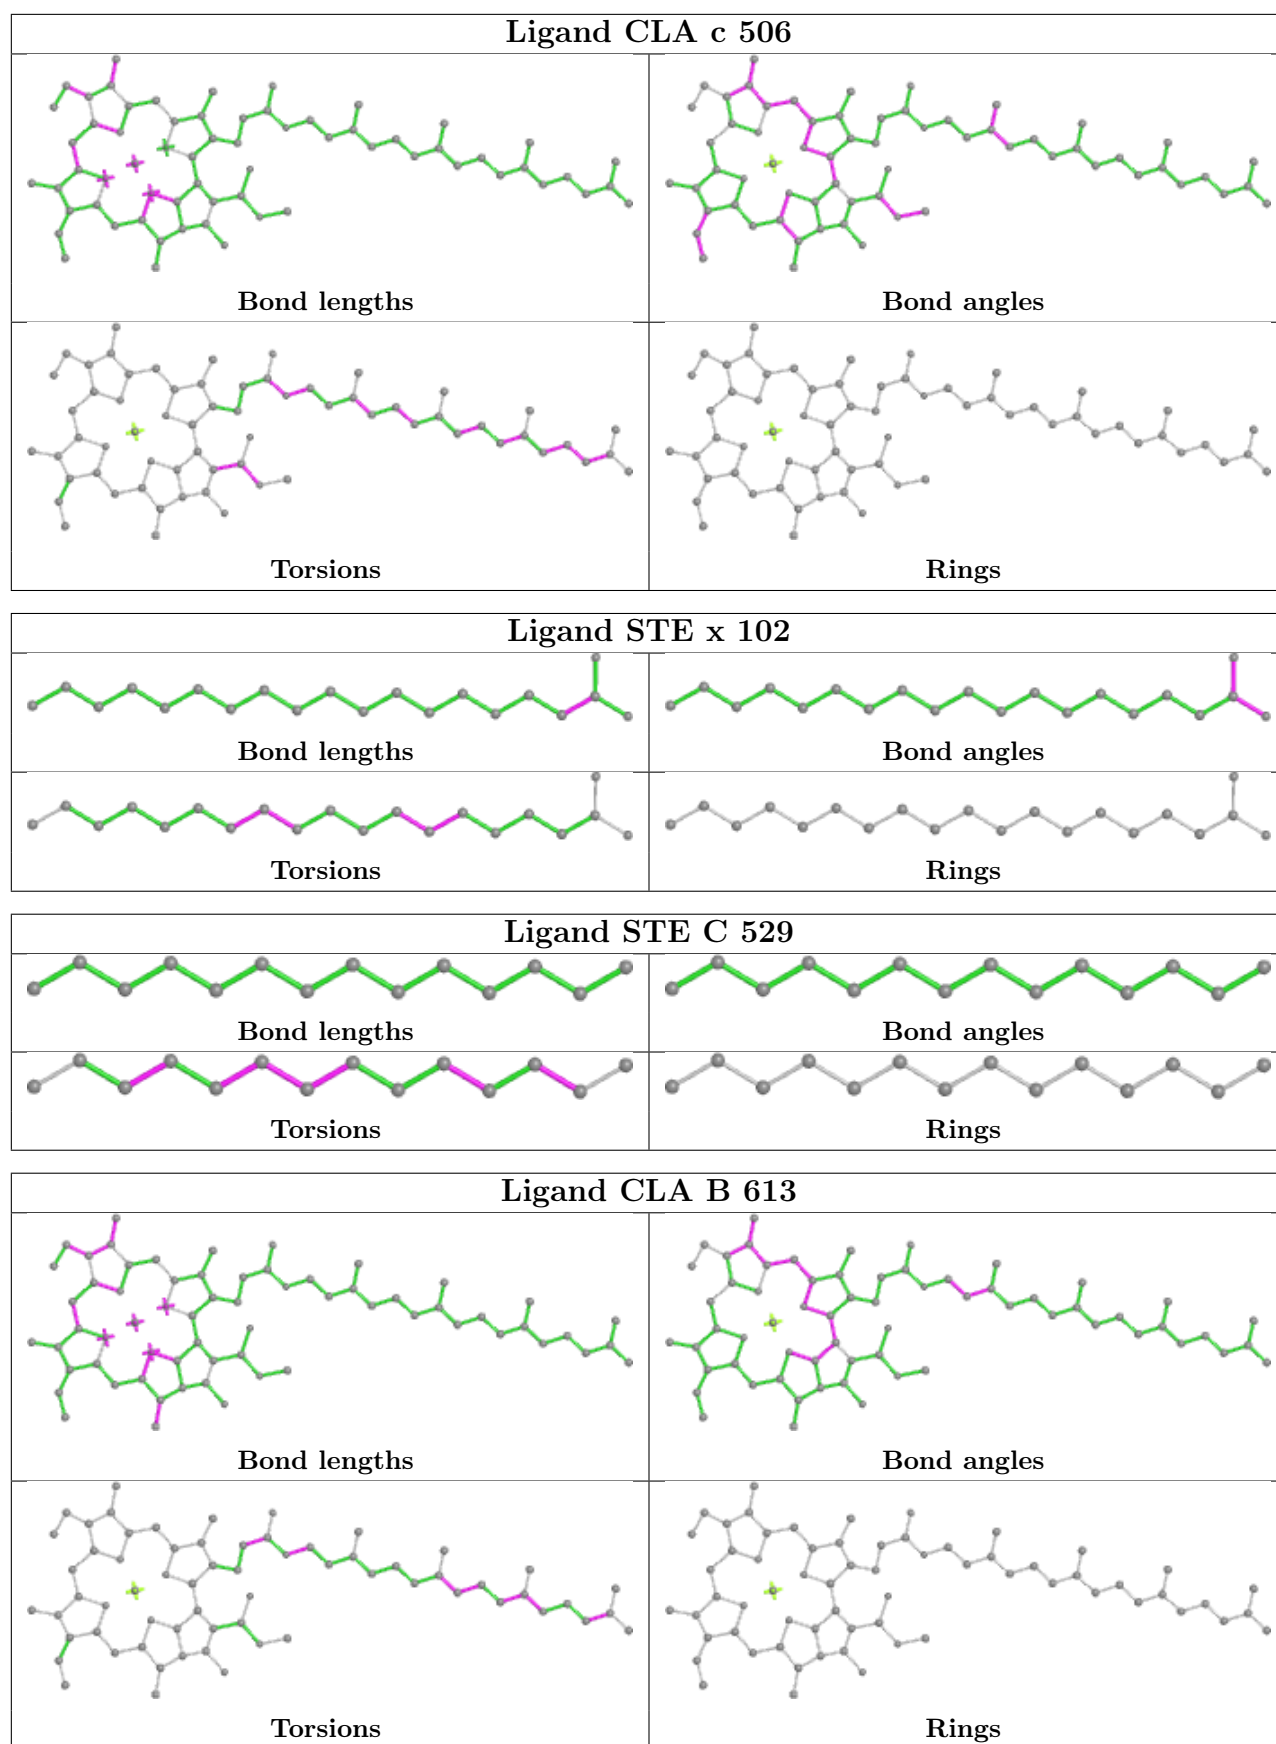 Ligand CLA c 506
Bond lengths
Bond angles
Torsions
Rings
Ligand STE x 102
Bond lengths
Bond angles
Torsions
Rings
Ligand STE C 529
Bond lengths
Bond angles
Torsions
Rings
Ligand CLA B 613
Bond lengths
Bond angles
Torsions
Rings